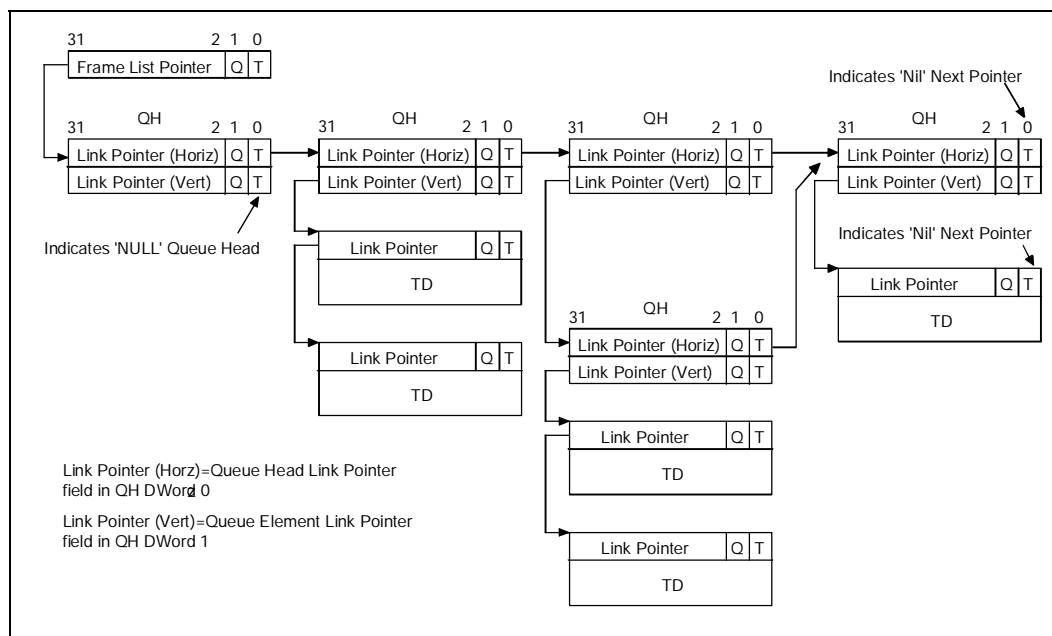 31 2 1 0
Frame List Pointer Q T
Indicates 'Nil' Next Pointer
QH
31 2 1 0
Link Pointer (Horiz) Q T
Link Pointer (Vert) Q T
Indicates 'NULL' Queue Head
QH
31 2 1 0
Link Pointer (Horiz) Q T
Link Pointer (Vert) Q T
Link Pointer Q T
TD
Link Pointer Q T
TD
QH
31 2 1 0
Link Pointer (Horiz) Q T
Link Pointer (Vert) Q T
QH
31 2 1 0
Link Pointer (Horiz) Q T
Link Pointer (Vert) Q T
Link Pointer Q T
TD
Link Pointer Q T
TD
QH
31 2 1 0
Link Pointer (Horiz) Q T
Link Pointer (Vert) Q T
Indicates 'Nil' Next Pointer
Link Pointer Q T
TD
Link Pointer (Horz)=Queue Head Link Pointer
field in QH DWord 0
Link Pointer (Vert)=Queue Element Link Pointer
field in QH DWord 1